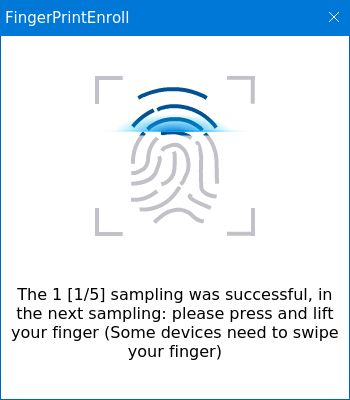 FingerPrintEnroll
The 1 [1/5] sampling was successful, in
the next sampling: please press and lift
your finger (Some devices need to swipe
your finger)